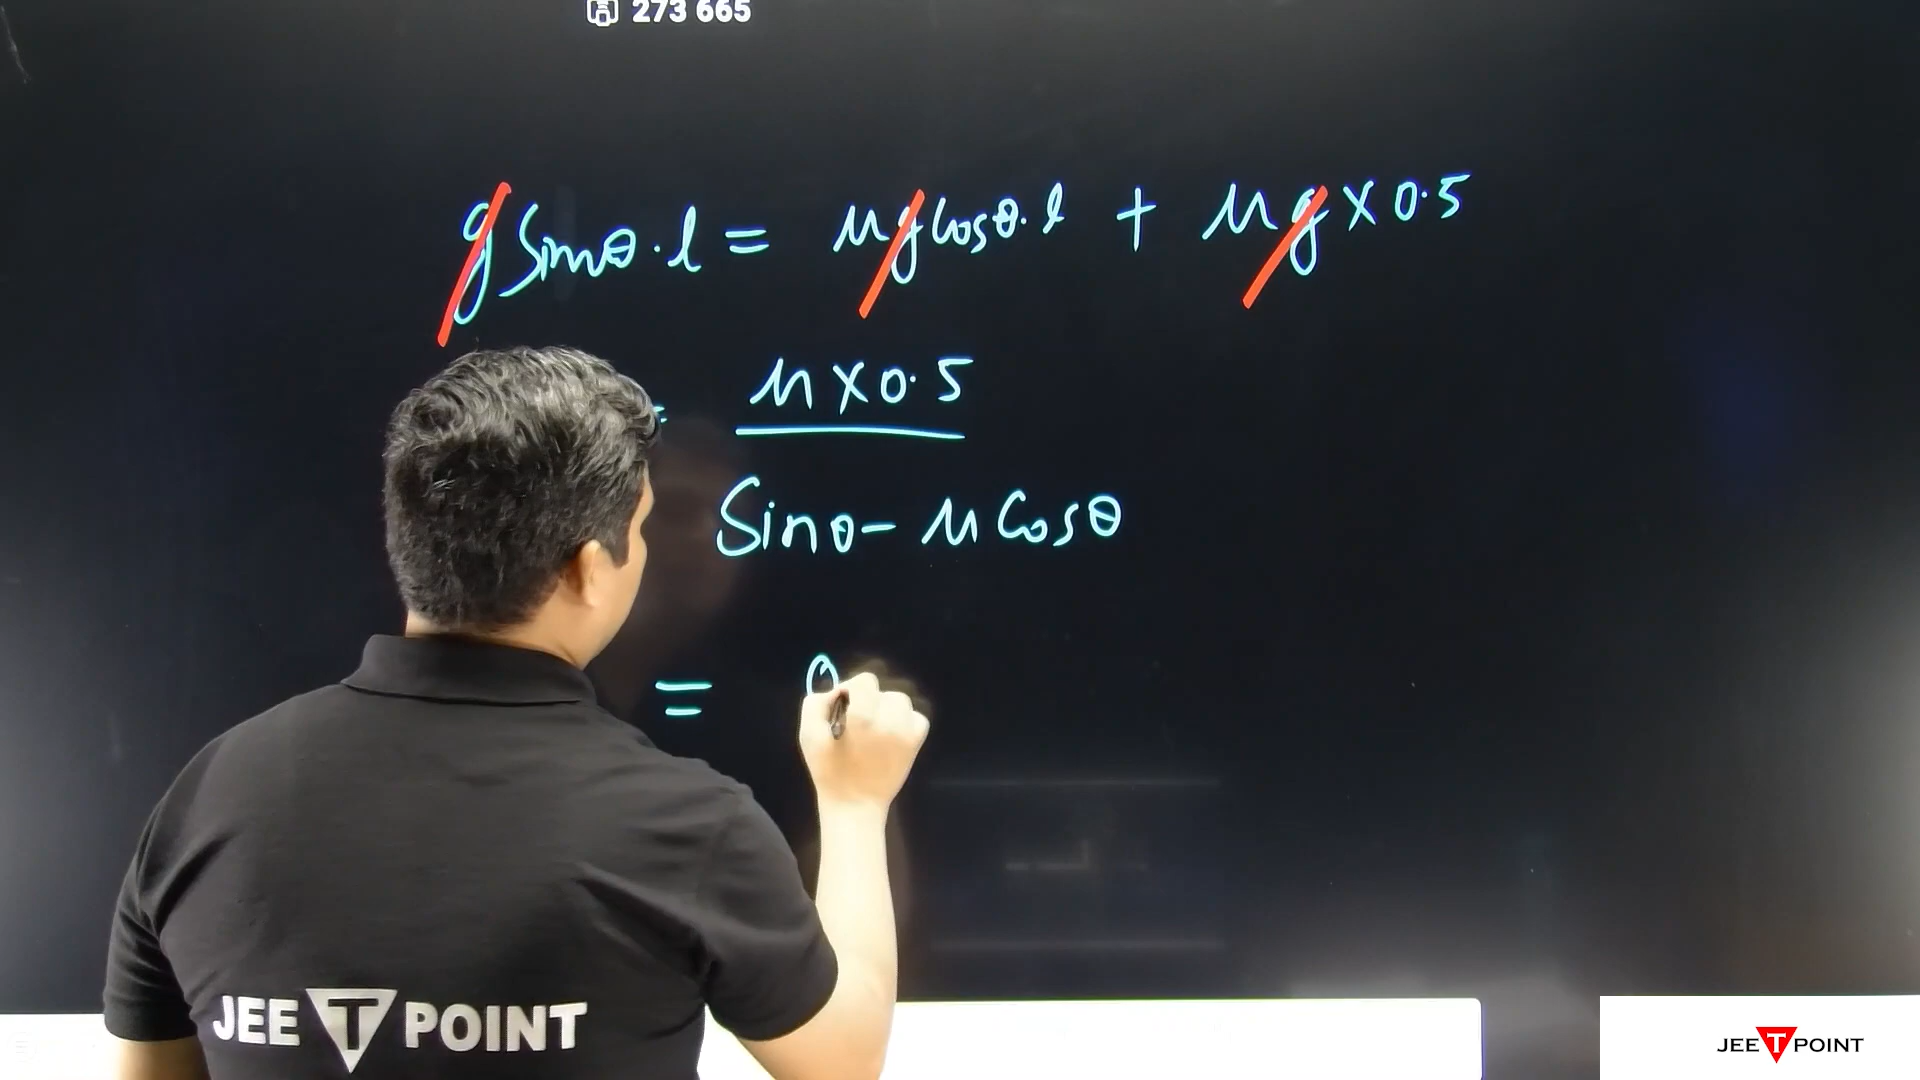 273 665
g Sinθ · l = μg Cosθ · l + μg × 0.5
= μ × 0.5
Sinθ - μ Cosθ
= 0
JEE T POINT
JEE T POINT